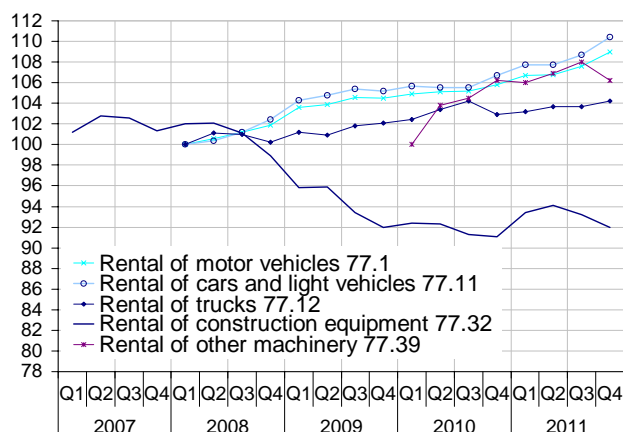 112
110
108
106
104
102
100
98
96
94
92
90
88
86
84
82
80
78
Rental of motor vehicles 77.1
Rental of cars and light vehicles 77.11
Rental of trucks 77.12
Rental of construction equipment 77.32
Rental of other machinery 77.39
Q1 Q2 Q3 Q4 Q1 Q2 Q3 Q4 Q1 Q2 Q3 Q4 Q1 Q2 Q3 Q4 Q1 Q2 Q3 Q4
2007 2008 2009 2010 2011